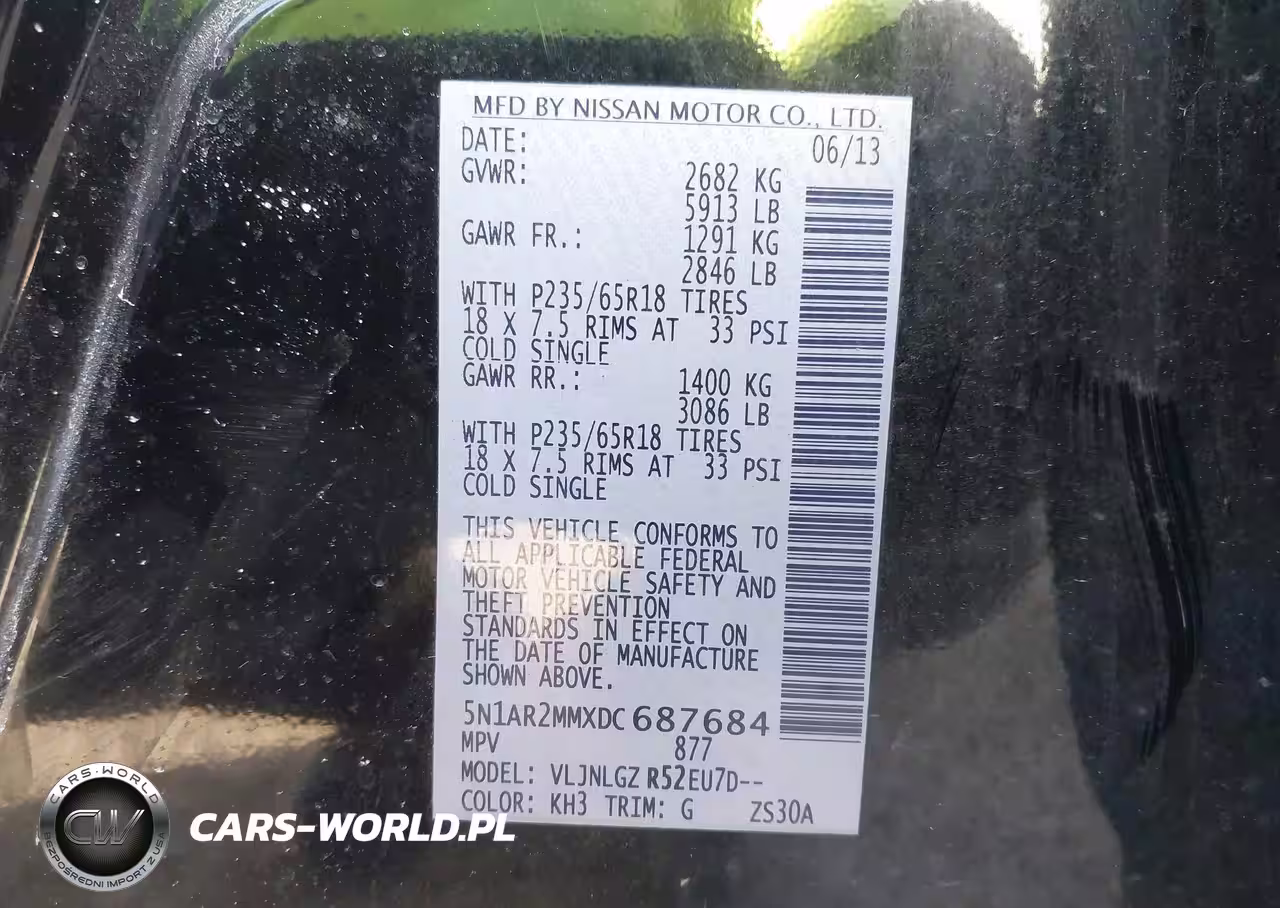 MFD BY NISSAN MOTOR CO., LTD.
DATE: 06/13
GVWR: 2682 KG
5913 LB
GAWR FR.: 1291 KG
2846 LB
WITH P235/65R18 TIRES
18 X 7.5 RIMS AT 33 PSI
COLD SINGLE
GAWR RR.: 1400 KG
3086 LB
WITH P235/65R18 TIRES
18 X 7.5 RIMS AT 33 PSI
COLD SINGLE
THIS VEHICLE CONFORMS TO
ALL APPLICABLE FEDERAL
MOTOR VEHICLE SAFETY AND
THEFT PREVENTION
STANDARDS IN EFFECT ON
THE DATE OF MANUFACTURE
SHOWN ABOVE.
5N1AR2MMXDC687684
MPV 877
MODEL: VLJNLGZ R52EU7D--
COLOR: KH3 TRIM: G ZS30A
CARS-WORLD
CW
BEZPOŚREDNI IMPORT Z USA
CARS-WORLD.PL